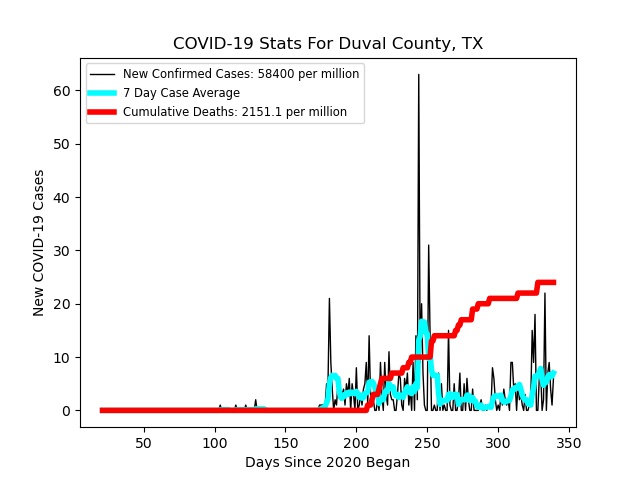 COVID-19 Stats For Duval County, TX
New Confirmed Cases: 58400 per million
7 Day Case Average
Cumulative Deaths: 2151.1 per million
New COVID-19 Cases
60
50
40
30
20
10
0
50 100 150 200 250 300 350
Days Since 2020 Began